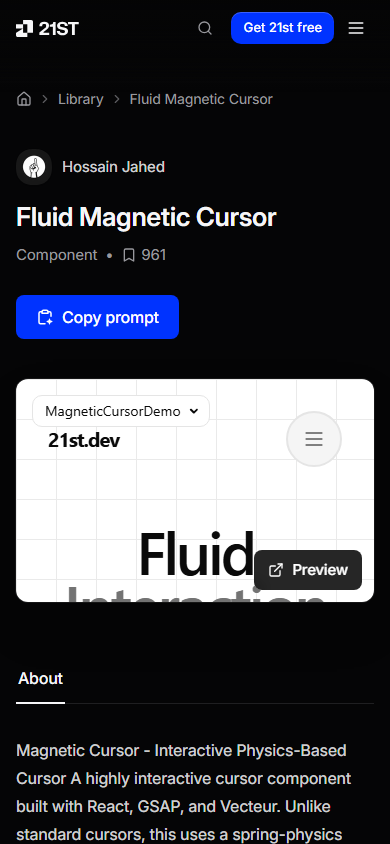 21ST
Get 21st free
Library
Fluid Magnetic Cursor
Hossain Jahed
Fluid Magnetic Cursor
Component • 961
Copy prompt
MagneticCursorDemo
21st.dev
Fluid
Interaction
Preview
About
Magnetic Cursor - Interactive Physics-Based
Cursor A highly interactive cursor component
built with React, GSAP, and Vecteur. Unlike
standard cursors, this uses a spring-physics